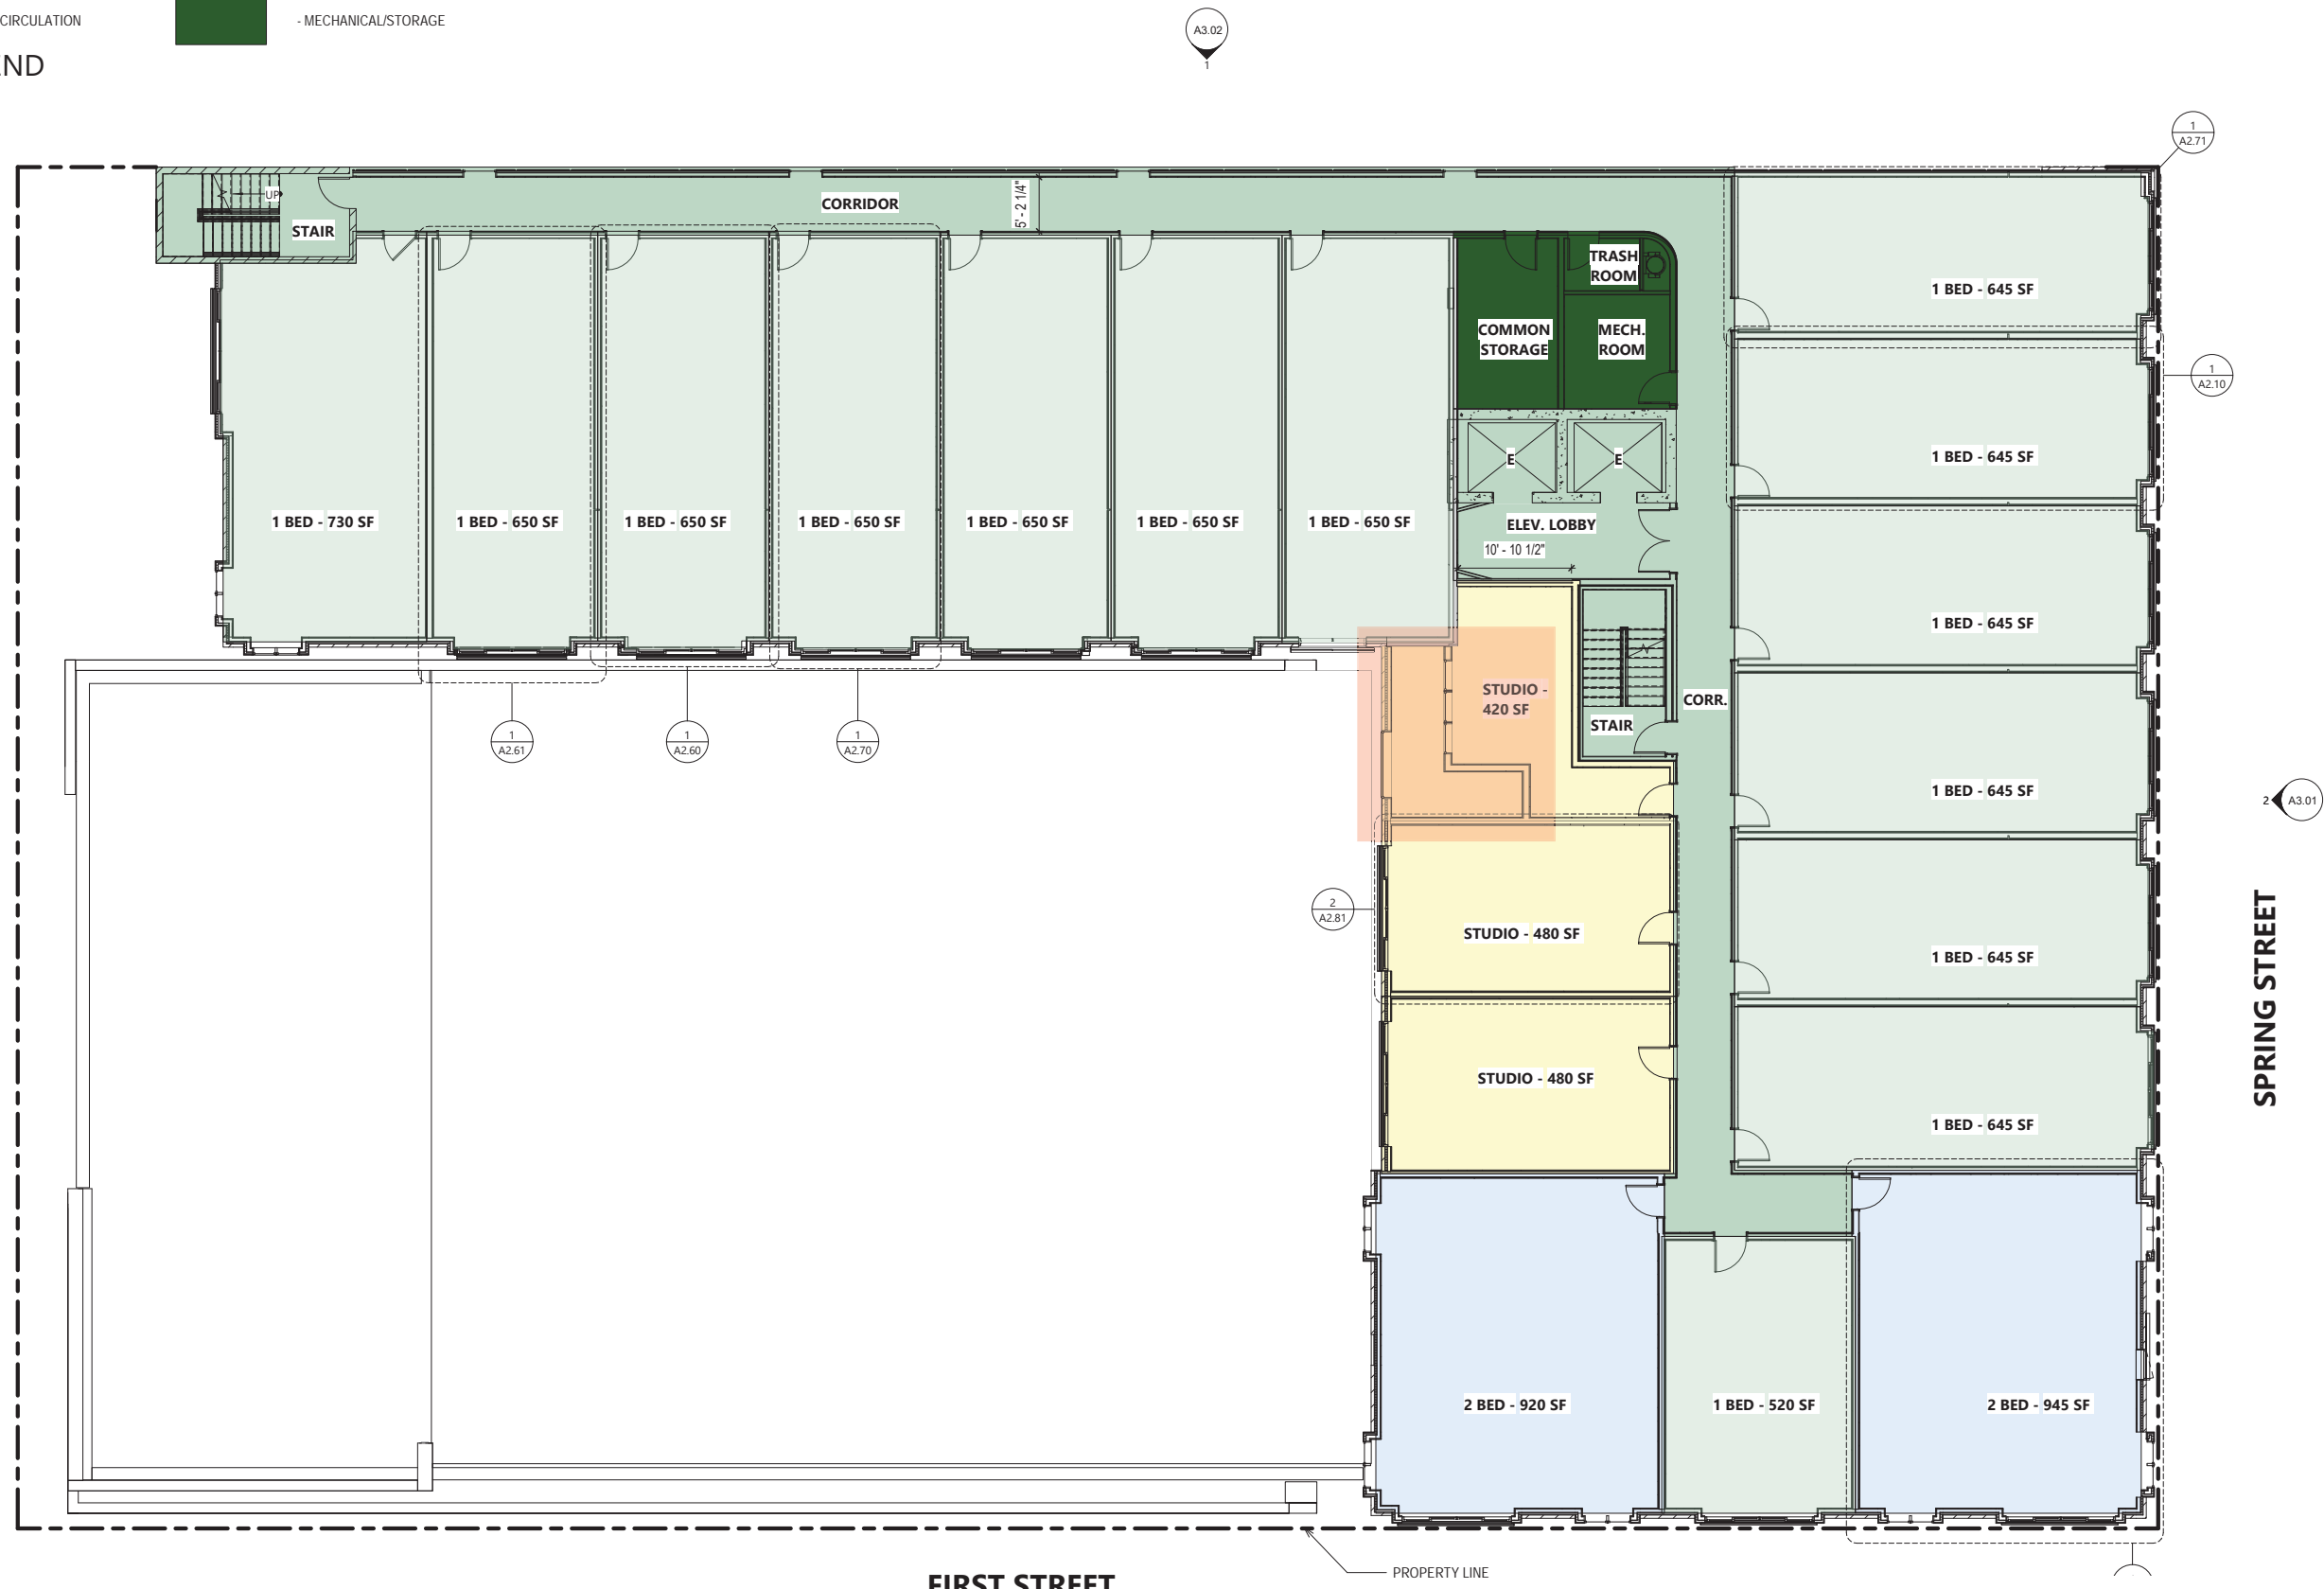 CIRCULATION
- MECHANICAL/STORAGE
END
A3.02
1
1
A2.71
UP
STAIR
CORRIDOR
5' - 2 1/4"
TRASH
ROOM
COMMON
STORAGE
MECH.
ROOM
1 BED - 645 SF
1
A2.10
E
E
1 BED - 645 SF
1 BED - 730 SF
1 BED - 650 SF
1 BED - 650 SF
1 BED - 650 SF
1 BED - 650 SF
1 BED - 650 SF
1 BED - 650 SF
ELEV. LOBBY
10' - 10 1/2"
1 BED - 645 SF
STUDIO -
420 SF
STAIR
CORR.
1
A2.61
1
A2.60
1
A2.70
1 BED - 645 SF
2
A3.01
2
A2.81
STUDIO - 480 SF
1 BED - 645 SF
SPRING STREET
STUDIO - 480 SF
1 BED - 645 SF
2 BED - 920 SF
1 BED - 520 SF
2 BED - 945 SF
PROPERTY LINE
FIRST STREET